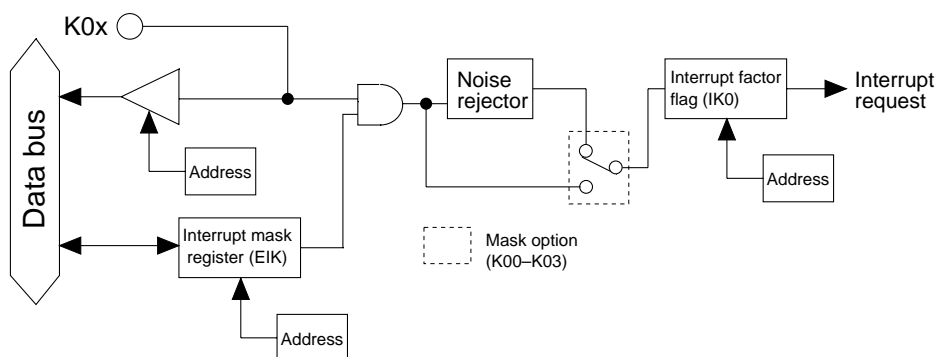 K0x
Data bus
Address
Interrupt mask
register (EIK)
Address
Noise
rejector
Mask option
(K00–K03)
Interrupt factor
flag (IK0)
Address
Interrupt
request